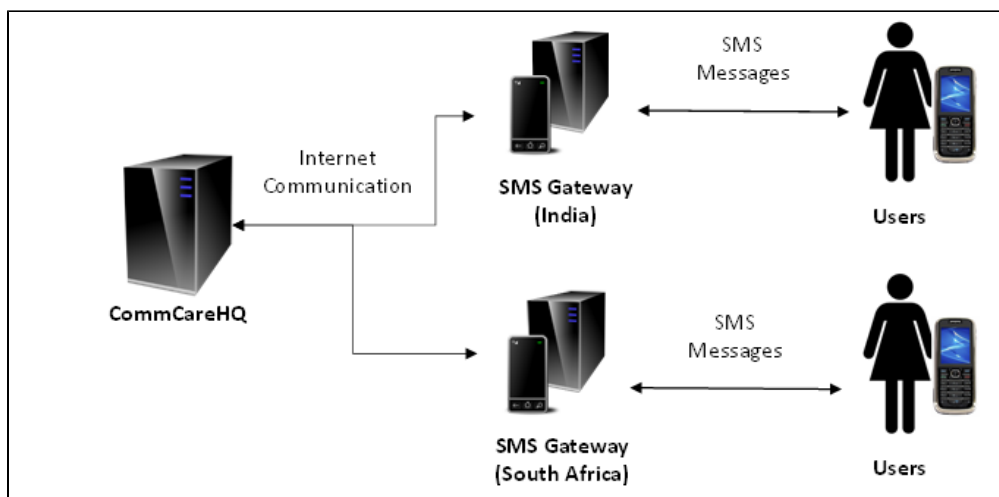 SMS
Messages
Internet
Communication
SMS Gateway
(India)
Users
CommCareHQ
SMS
Messages
SMS Gateway
(South Africa)
Users